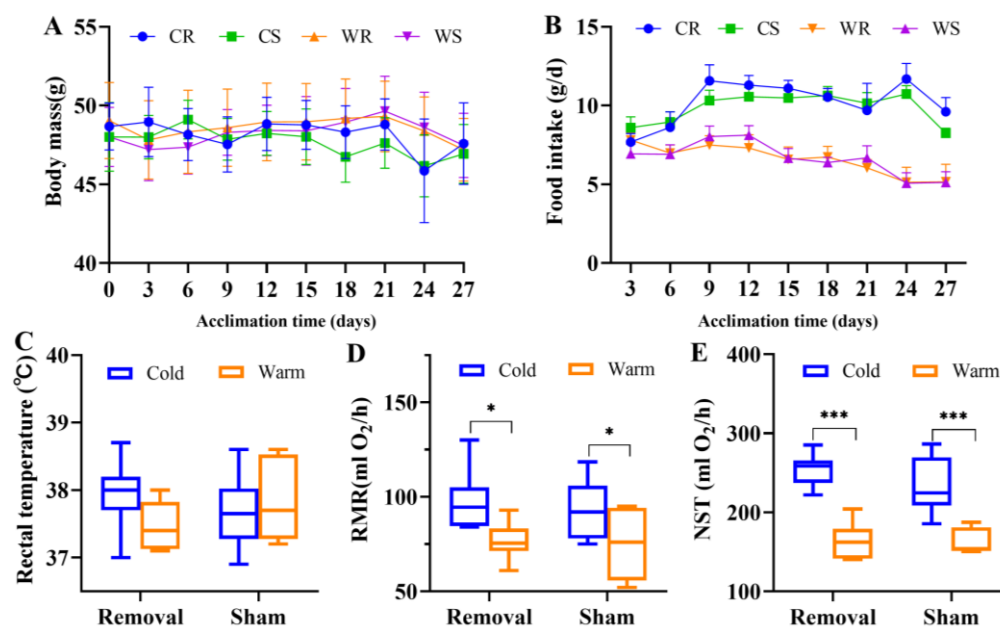 A
CR CS WR WS
Body mass(g)
55
50
45
40
0 3 6 9 12 15 18 21 24 27
Acclimation time (days)
B
CR CS WR WS
Food intake (g/d)
15
10
5
0
3 6 9 12 15 18 21 24 27
Acclimation time (days)
C
Cold Warm
Rectal temperature (℃)
40
39
38
37
Removal Sham
D
Cold Warm
RMR(ml O2/h)
150
100
50
* *
Removal Sham
E
Cold Warm
NST (ml O2/h)
400
300
200
100
*** ***
Removal Sham